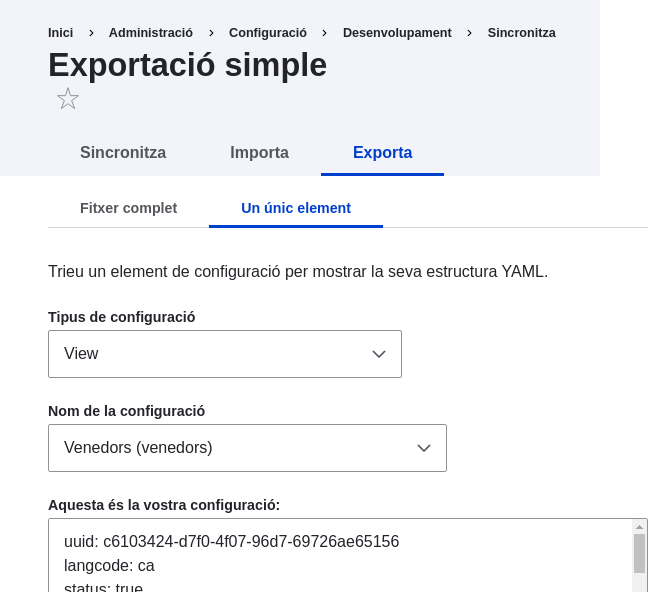 Inici > Administració > Configuració > Desenvolupament > Sincronitza
Exportació simple
Sincronitza Importa Exporta
Fitxer complet Un únic element
Trieu un element de configuració per mostrar la seva estructura YAML.
Tipus de configuració
View
Nom de la configuració
Venedors (venedors)
Aquesta és la vostra configuració:
uuid: c6103424-d7f0-4f07-96d7-69726ae65156
langcode: ca
status: true